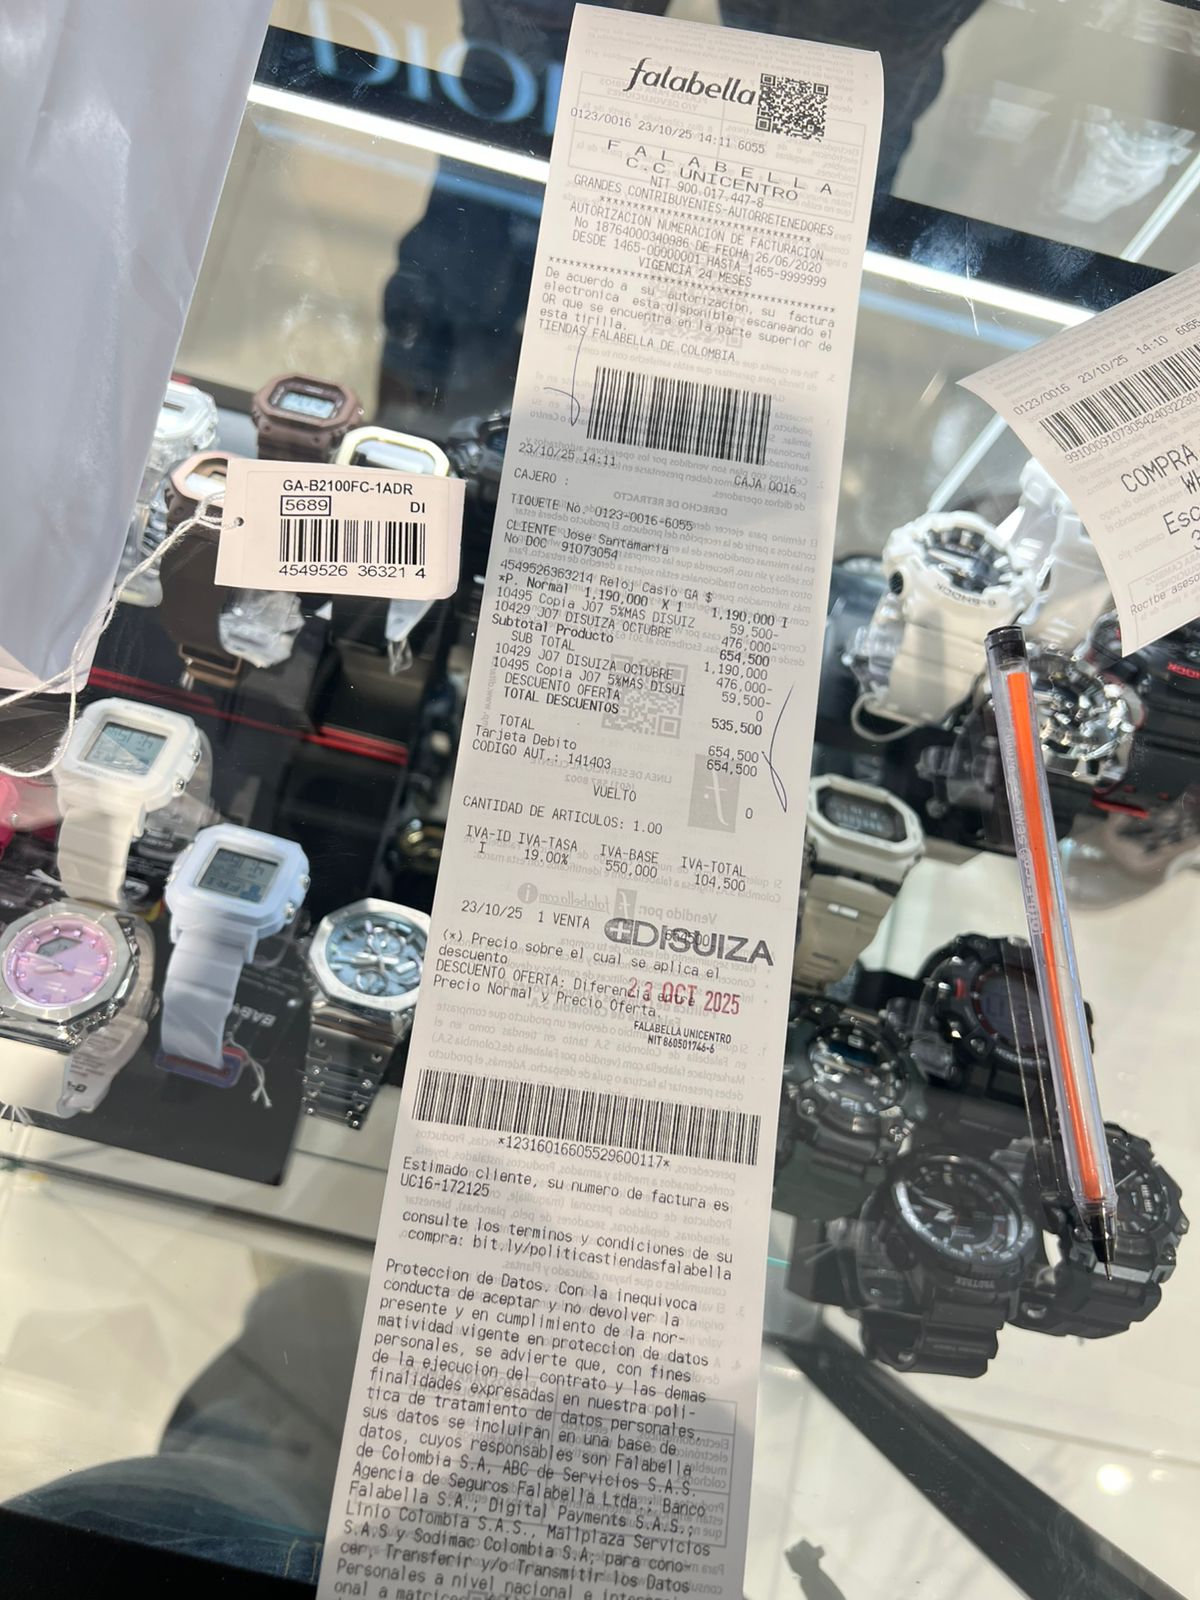 falabella
0123/0016 23/10/25 14:11 6055
F A L A B E L L A
C.C UNICENTRO
NIT 900.017.447-8
GRANDES CONTRIBUYENTES-AUTORRETENEDORES
AUTORIZACION NUMERACION DE FACTURACION
No 18764000340986 DE FECHA 26/06/2020
DESDE 1465-00000001 HASTA 1465-9999999
VIGENCIA 24 MESES
De acuerdo a su autorizacion, su factura
electronica esta disponible escaneando el
QR que se encuentra en la parte superior de
esta tirilla.
TIENDAS FALABELLA DE COLOMBIA
23/10/25 14:11 CAJA 0016
CAJERO :
TIQUETE No. 0123-0016-6055
CLIENTE Jose Santamaria
No DOC 91073054
4549526363214 Reloj Casio GA $
*P. Normal 1,190,000 X 1 1,190,000 I
10495 Copia J07 5%MAS DISUIZ 59,500-
10429 J07 DISUIZA OCTUBRE 476,000-
Subtotal Producto 654,500
SUB TOTAL 1,190,000
10429 J07 DISUIZA OCTUBRE 476,000-
10495 Copia J07 5%MAS DISUI 59,500-
DESCUENTO OFERTA 0
TOTAL DESCUENTOS 535,500
TOTAL 654,500
Tarjeta Debito 654,500
CODIGO AUT.: 141403
VUELTO 0
CANTIDAD DE ARTICULOS: 1.00
IVA-ID IVA-TASA IVA-BASE IVA-TOTAL
I 19.00% 550,000 104,500
23/10/25 1 VENTA
DISUIZA
(*) Precio sobre el cual se aplica el
descuento
DESCUENTO OFERTA: Diferencia entre
Precio Normal y Precio Oferta.
23 OCT 2025
FALABELLA UNICENTRO
NIT 860501746-6
*12316016605529600117*
Estimado cliente, su numero de factura es
UC16-172125
consulte los terminos y condiciones de su
compra: bit.ly/politicastiendasfalabella
Proteccion de Datos. Con la inequivoca
conducta de aceptar y no devolver la
presente y en cumplimiento de la nor-
matividad vigente en proteccion de datos
personales, se advierte que, con fines
de la ejecucion del contrato y las demas
finalidades expresadas en nuestra poli-
tica de tratamiento de datos personales,
sus datos se incluiran en una base de
datos, cuyos responsables son Falabella
de Colombia S.A, ABC de Servicios S.A.S.
Agencia de Seguros Falabella Ltda.; Banco
Falabella S.A., Digital Payments S.A.S.;
Linio Colombia S.A.S., Mallplaza Servicios
S.A.S y Sodimac Colombia S.A, para cono-
cer, Transferir y/o Transmitir los Datos
Personales a nivel nacional e
GA-B2100FC-1ADR
5689 DI
4549526 36321 4
0123/0016 23/10/25 14:10 6055
COMPRA
Recibe
G-SHOCK
PROTREK